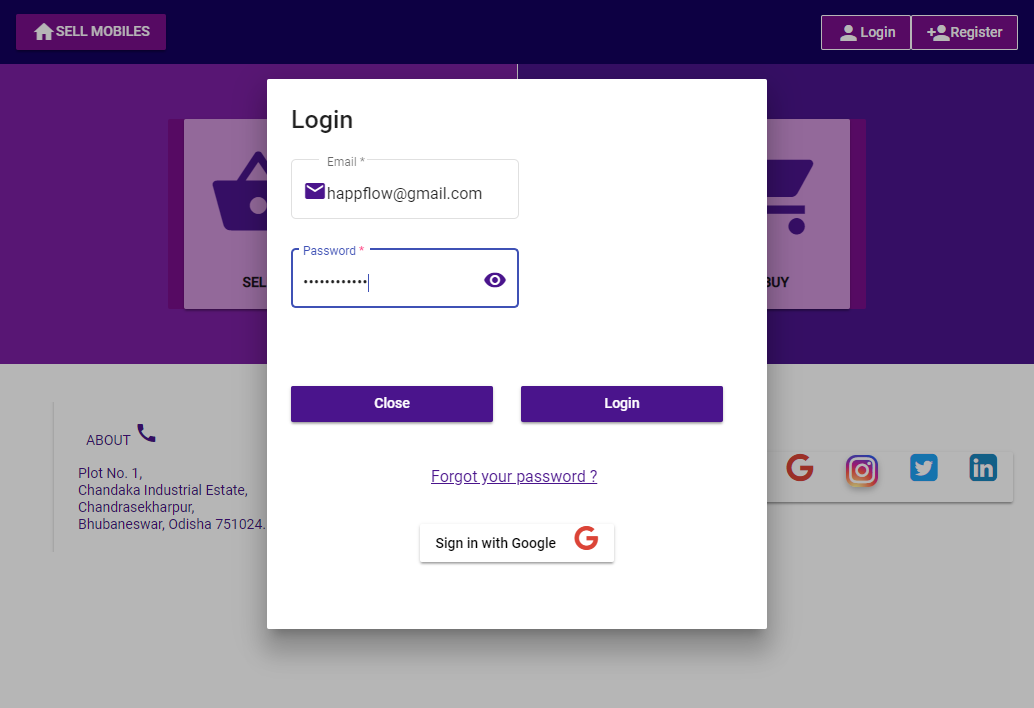 SELL MOBILES
Login
Register
Login
Email *
happflow@gmail.com
Password *
••••••••••••
SEL
BUY
Close
Login
ABOUT
Plot No. 1,
Chandaka Industrial Estate,
Chandrasekharpur,
Bhubaneswar, Odisha 751024.
Forgot your password ?
Sign in with Google